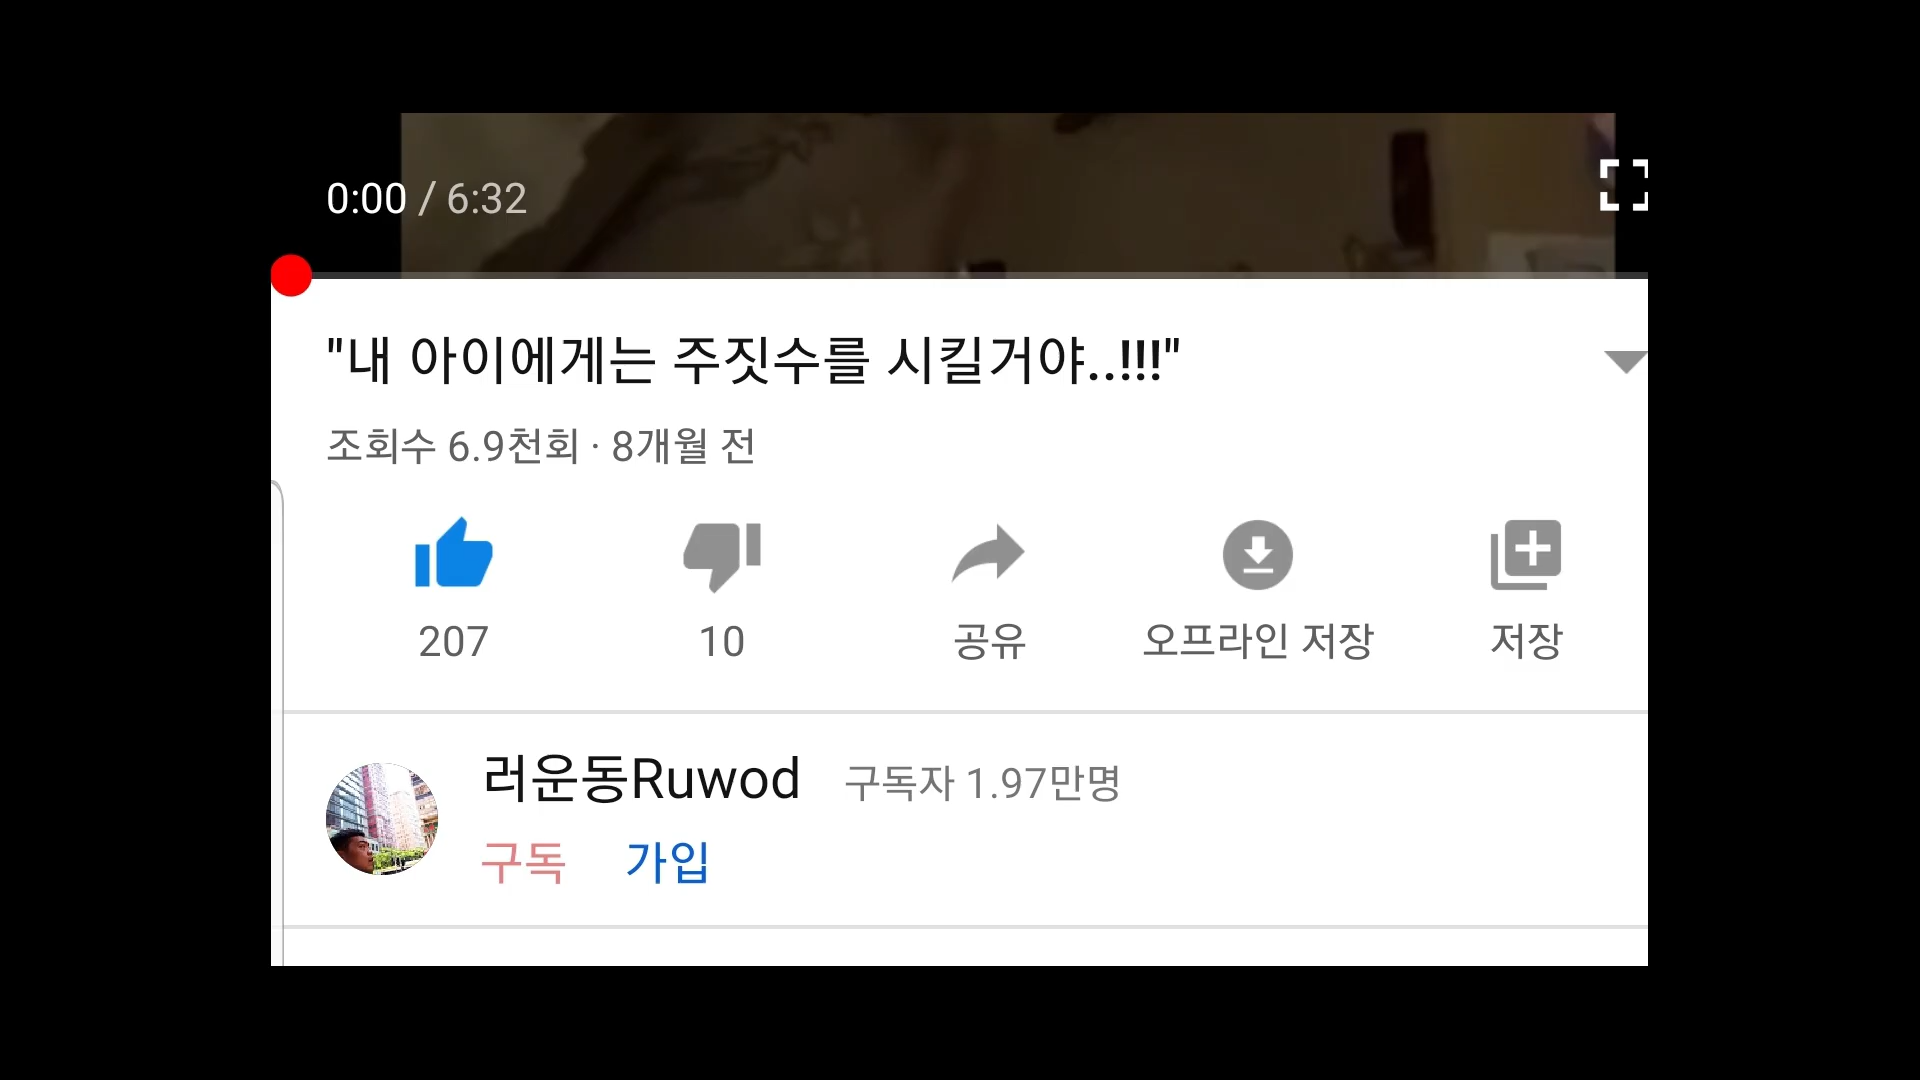 0:00 / 6:32
"내 아이에게는 주짓수를 시킬거야..!!!"
조회수 6.9천회 · 8개월 전
207
10
공유
오프라인 저장
저장
러운동Ruwod 구독자 1.97만명
구독 가입